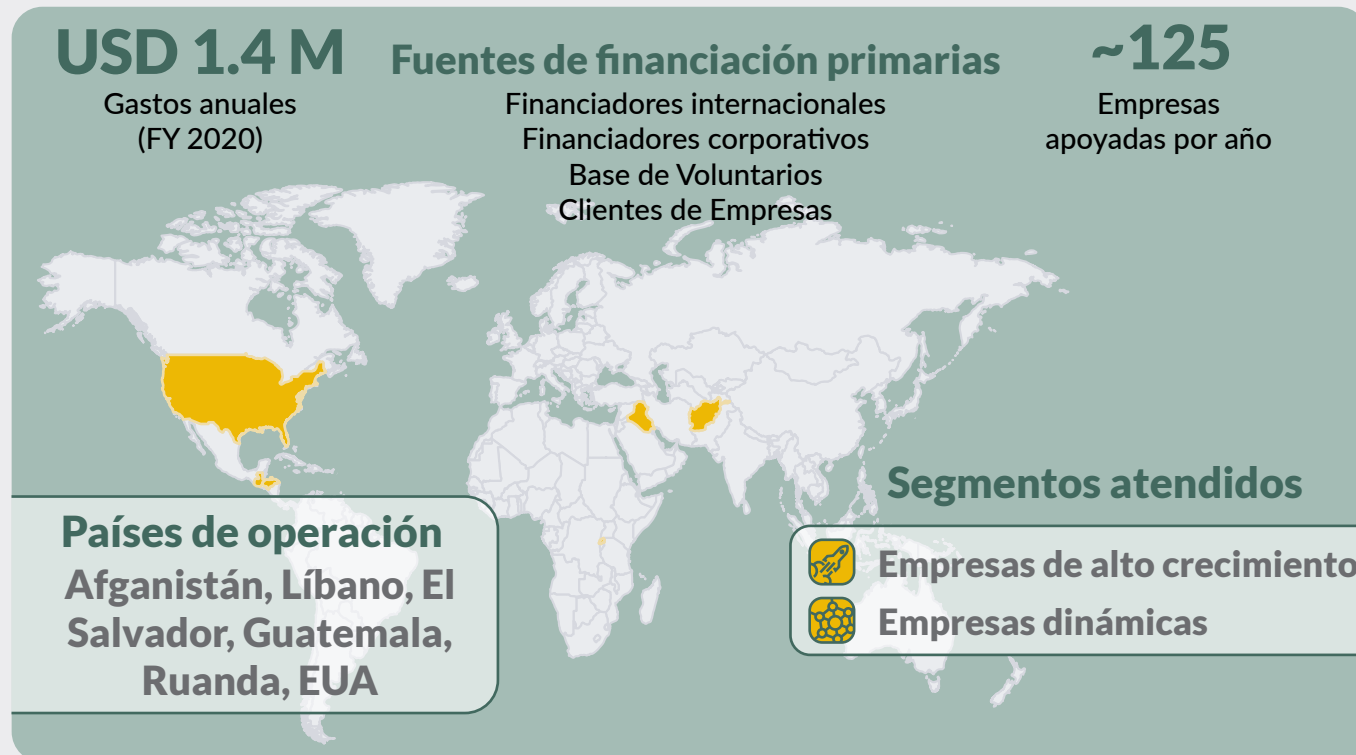 USD 1.4 M
Gastos anuales
(FY 2020)
Fuentes de financiación primarias
Financiadores internacionales
Financiadores corporativos
Base de Voluntarios
Clientes de Empresas
~125
Empresas
apoyadas por año
Países de operación
Afganistán, Líbano, El
Salvador, Guatemala,
Ruanda, EUA
Segmentos atendidos
Empresas de alto crecimiento
Empresas dinámicas